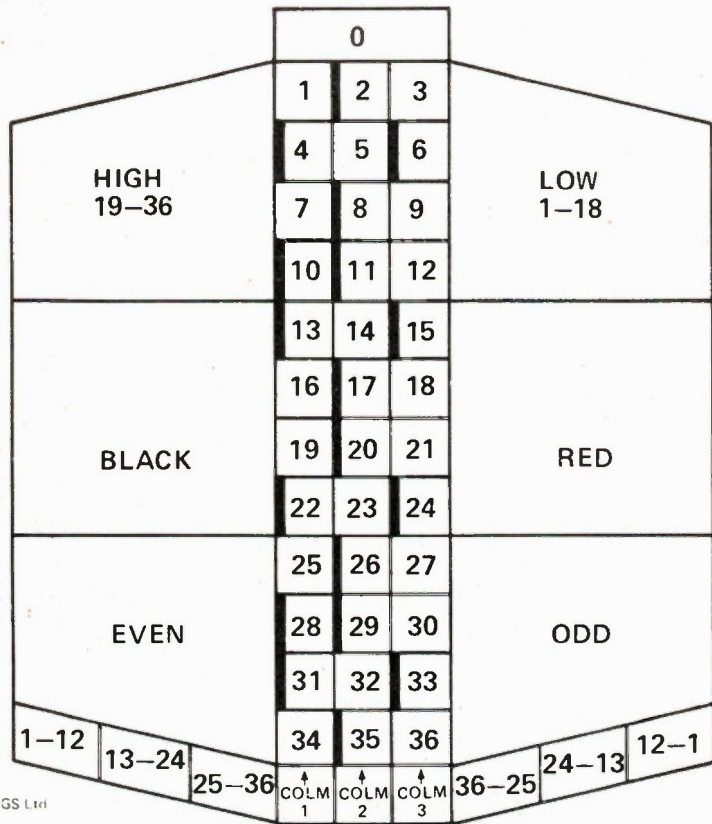 0
1 2 3
4 5 6
HIGH
19–36
LOW
1–18
7 8 9
10 11 12
13 14 15
16 17 18
BLACK
19 20 21
RED
22 23 24
25 26 27
EVEN
28 29 30
ODD
31 32 33
34 35 36
1–12
13–24
25–36
COLM
1
COLM
2
COLM
3
36–25
24–13
12–1
GS Ltd